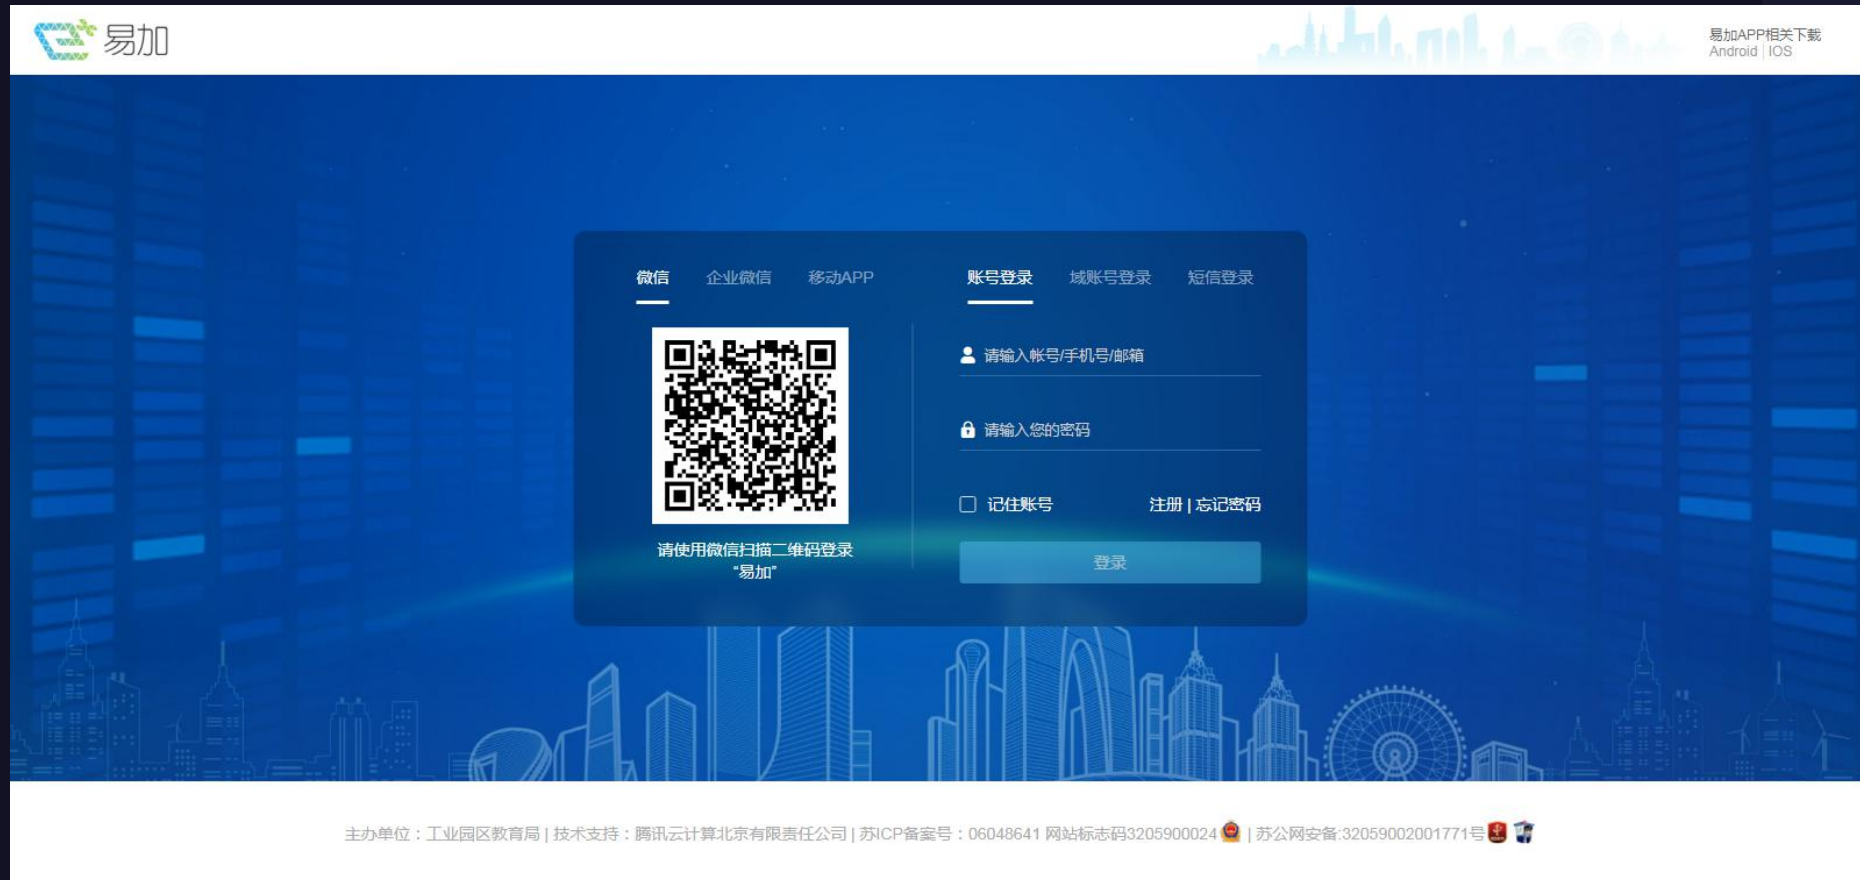 易加
易加APP相关下载
Android | IOS
微信 企业微信 移动APP
请使用微信扫描二维码登录
“易加”
账号登录 域账号登录 短信登录
请输入帐号/手机号/邮箱
请输入您的密码
记住账号 注册 | 忘记密码
登录
主办单位：工业园区教育局 | 技术支持：腾讯云计算北京有限责任公司 | 苏ICP备案号：06048641 网站标志码3205900024 | 苏公网安备:32059002001771号